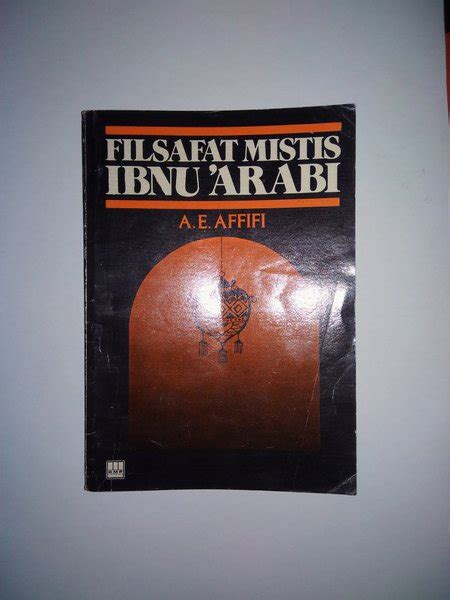 FILSAFAT MISTIS
IBNU 'ARABI
A. E. AFFIFI